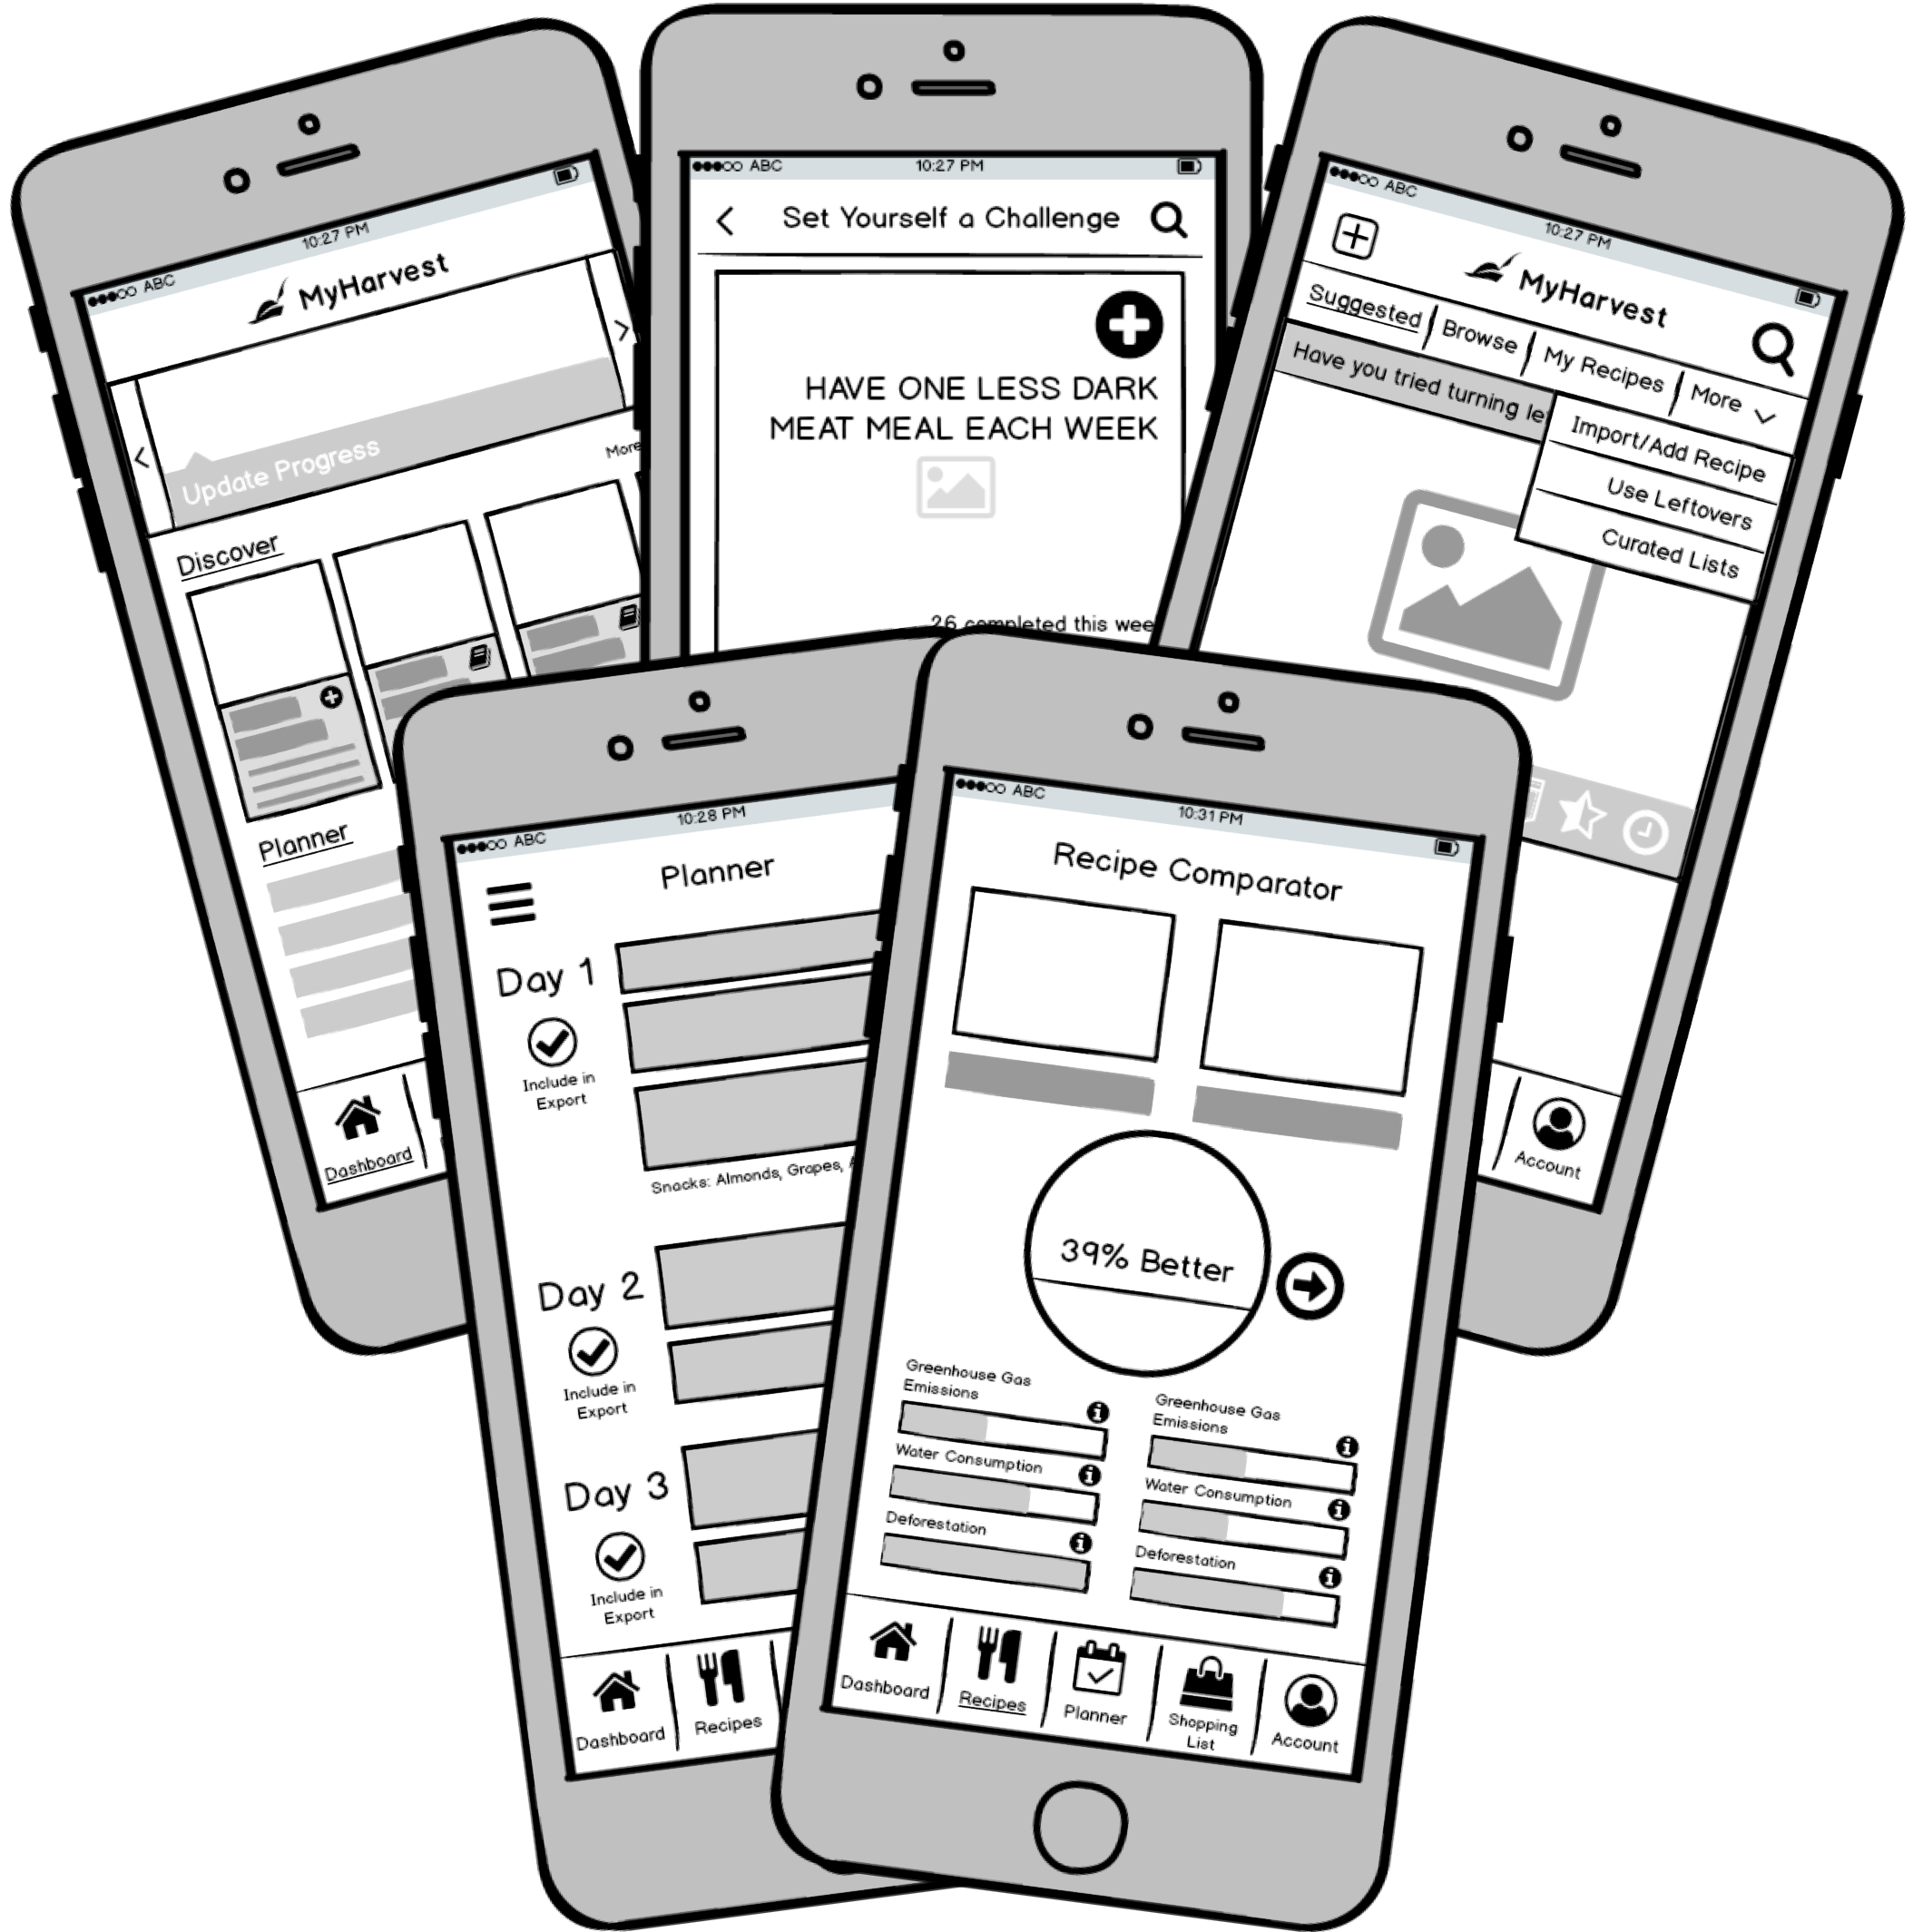 ABC
10:27 PM
MyHarvest
Update Progress
More
Discover
Planner
Dashboard
ABC
10:27 PM
Set Yourself a Challenge
HAVE ONE LESS DARK
MEAT MEAL EACH WEEK
26 completed this wee
ABC
10:27 PM
MyHarvest
Suggested
Browse
My Recipes
More
Have you tried turning le
Import/Add Recipe
Use Leftovers
Curated Lists
Account
ABC
10:28 PM
Planner
Day 1
Include in
Export
Snacks: Almonds, Grapes,
Day 2
Include in
Export
Day 3
Include in
Export
Dashboard
Recipes
ABC
10:31 PM
Recipe Comparator
39% Better
Greenhouse Gas
Emissions
Water Consumption
Deforestation
Greenhouse Gas
Emissions
Water Consumption
Deforestation
Dashboard
Recipes
Planner
Shopping
List
Account